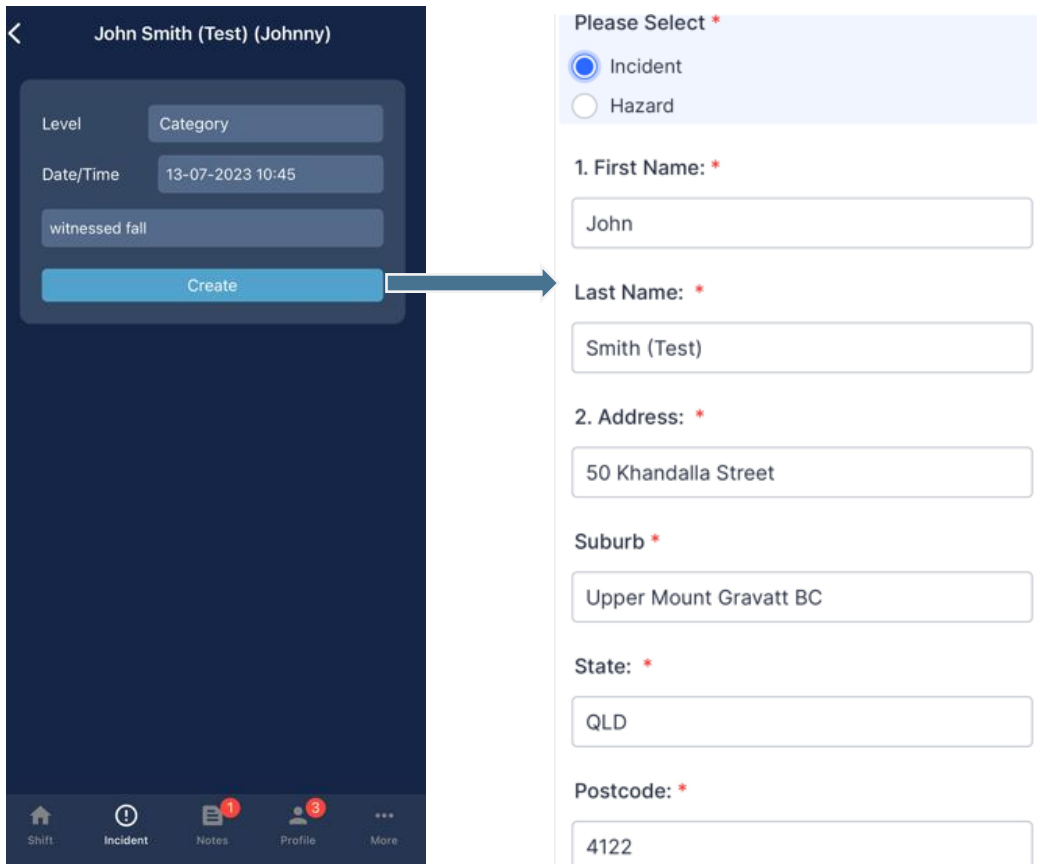 John Smith (Test) (Johnny)
Level
Category
Date/Time
13-07-2023 10:45
witnessed fall
Create
1
3
Shift
Incident
Notes
Profile
More
Please Select *
Incident
Hazard
1. First Name: *
John
Last Name: *
Smith (Test)
2. Address: *
50 Khandalla Street
Suburb *
Upper Mount Gravatt BC
State: *
QLD
Postcode: *
4122